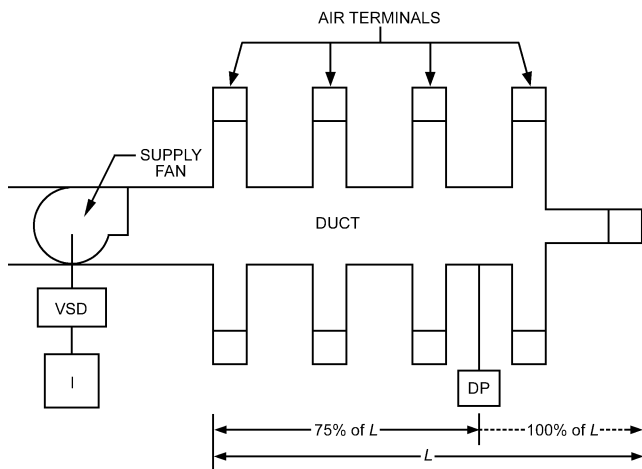 AIR TERMINALS
SUPPLY
FAN
DUCT
VSD
I
DP
75% of L
100% of L
L